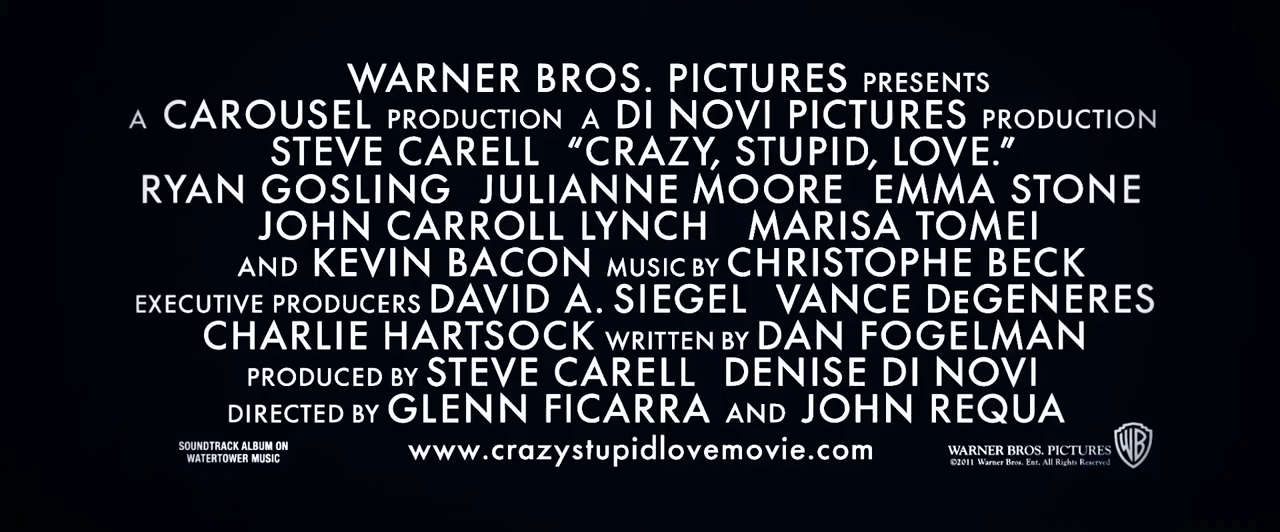 WARNER BROS. PICTURES PRESENTS
A CAROUSEL PRODUCTION A DI NOVI PICTURES PRODUCTION
STEVE CARELL “CRAZY, STUPID, LOVE.”
RYAN GOSLING JULIANNE MOORE EMMA STONE
JOHN CARROLL LYNCH MARISA TOMEI
AND KEVIN BACON MUSIC BY CHRISTOPHE BECK
EXECUTIVE PRODUCERS DAVID A. SIEGEL VANCE DEGENERES
CHARLIE HARTSOCK WRITTEN BY DAN FOGELMAN
PRODUCED BY STEVE CARELL DENISE DI NOVI
DIRECTED BY GLENN FICARRA AND JOHN REQUA
SOUNDTRACK ALBUM ON
WATERTOWER MUSIC
www.crazystupidlovemovie.com
WARNER BROS. PICTURES
©2011 Warner Bros. Ent. All Rights Reserved
WB